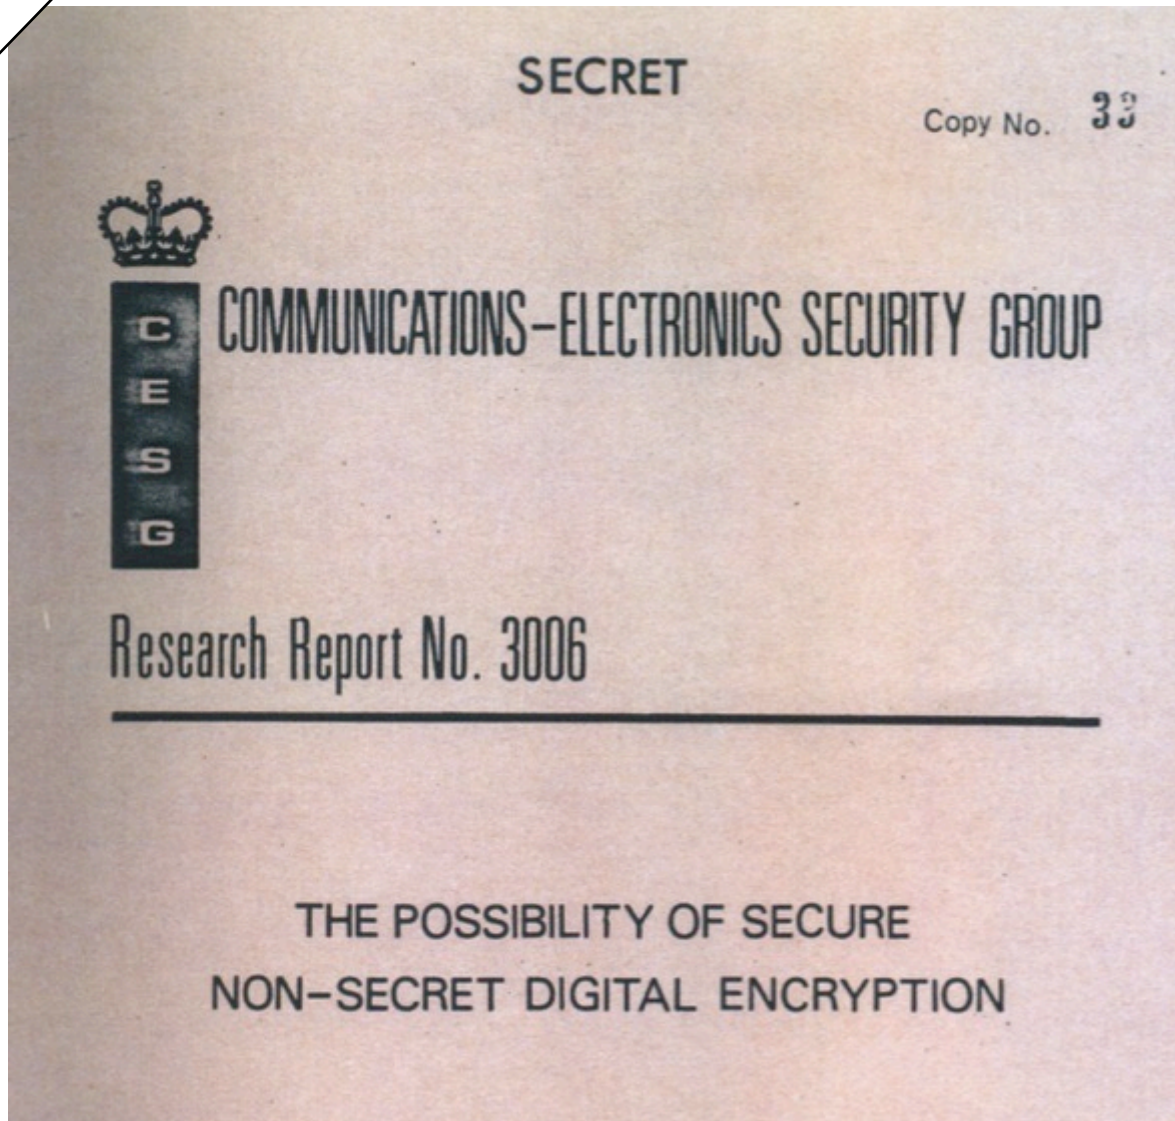 SECRET
Copy No. 33
C
E
S
G
COMMUNICATIONS-ELECTRONICS SECURITY GROUP
Research Report No. 3006
THE POSSIBILITY OF SECURE
NON-SECRET DIGITAL ENCRYPTION